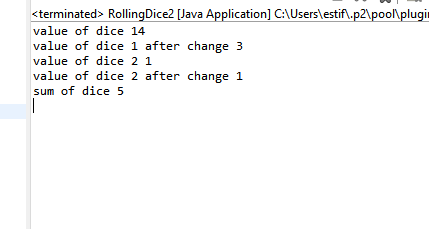 <terminated> RollingDice2 [Java Application] C:\Users\estif\.p2\pool\plugi
value of dice 14
value of dice 1 after change 3
value of dice 2 1
value of dice 2 after change 1
sum of dice 5